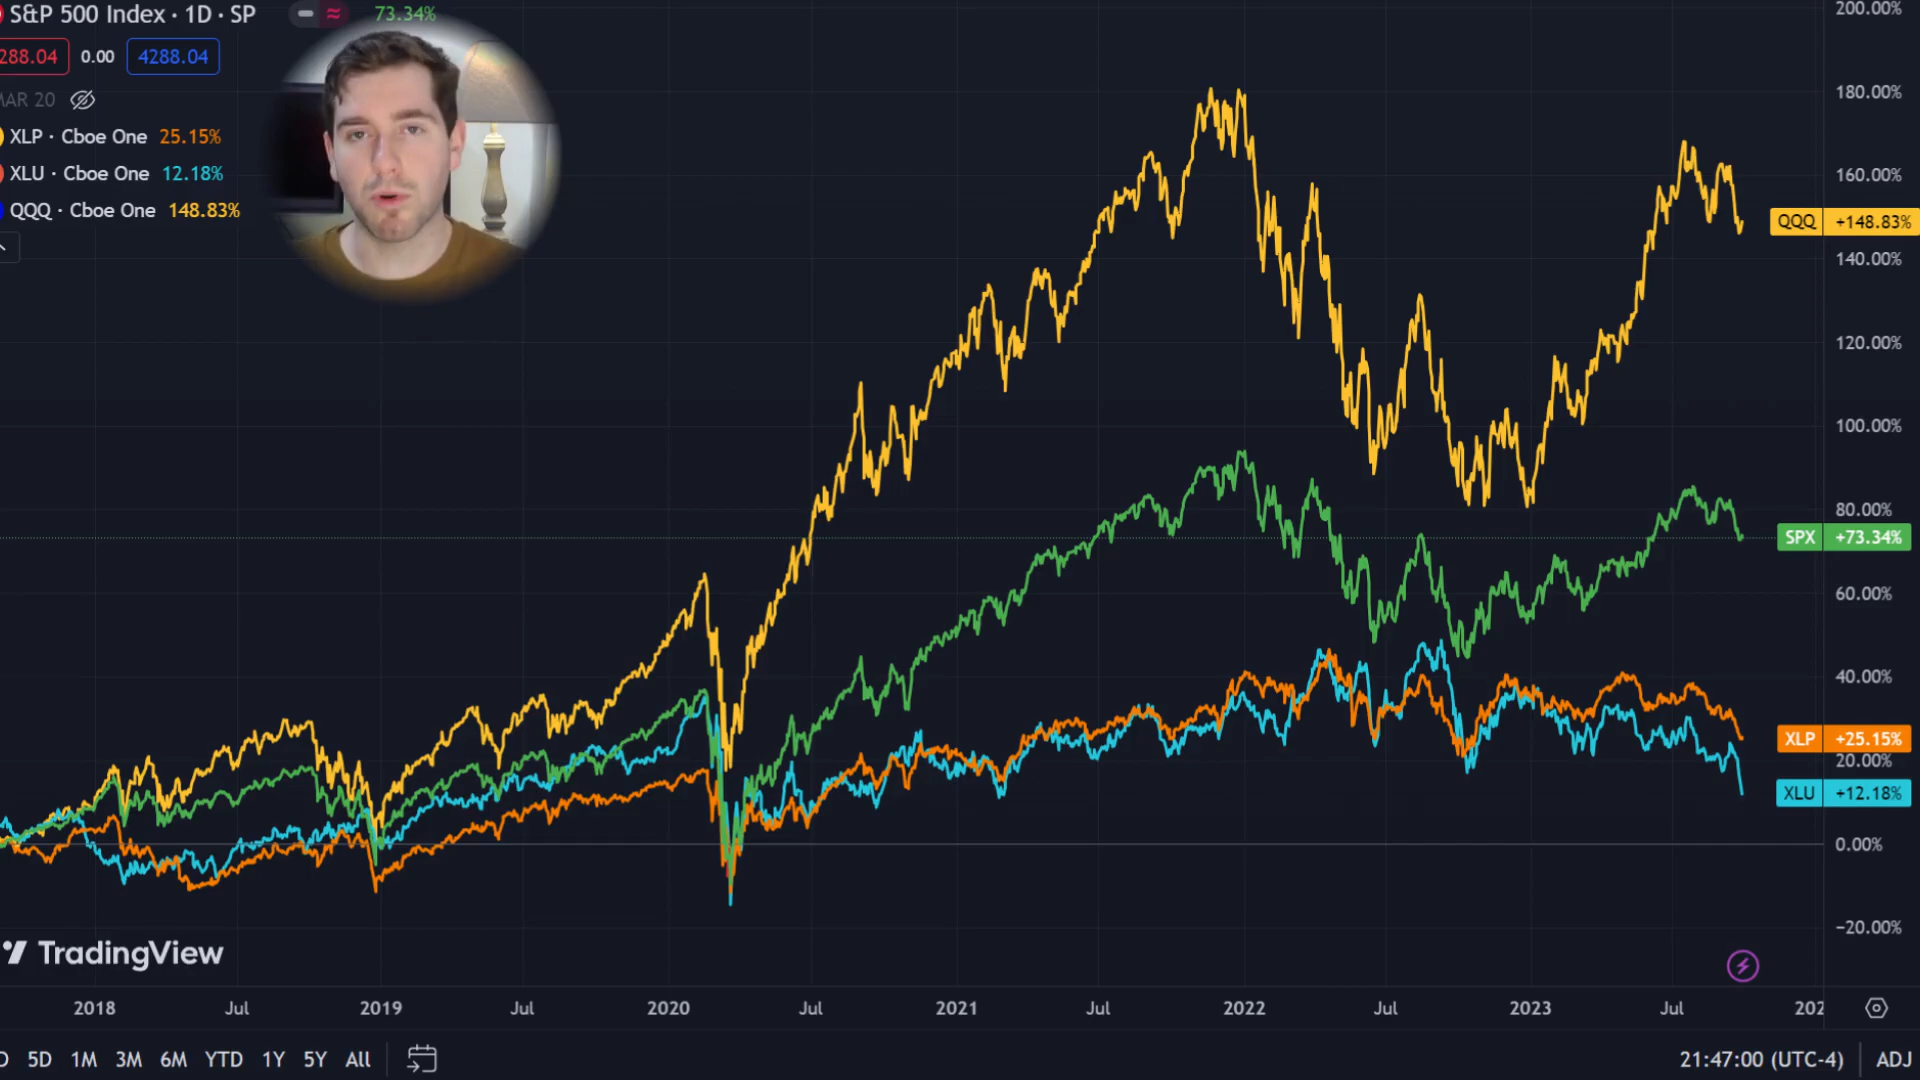 S&P 500 Index · 1D · SP 73.34%
288.04 0.00 4288.04
MAR 20
XLP · Cboe One 25.15%
XLU · Cboe One 12.18%
QQQ · Cboe One 148.83%
200.00%
180.00%
160.00%
QQQ +148.83%
140.00%
120.00%
100.00%
80.00%
SPX +73.34%
60.00%
40.00%
XLP +25.15%
20.00%
XLU +12.18%
0.00%
−20.00%
TradingView
2018 Jul 2019 Jul 2020 Jul 2021 Jul 2022 Jul 2023 Jul 202
5D 1M 3M 6M YTD 1Y 5Y All 21:47:00 (UTC-4) ADJ